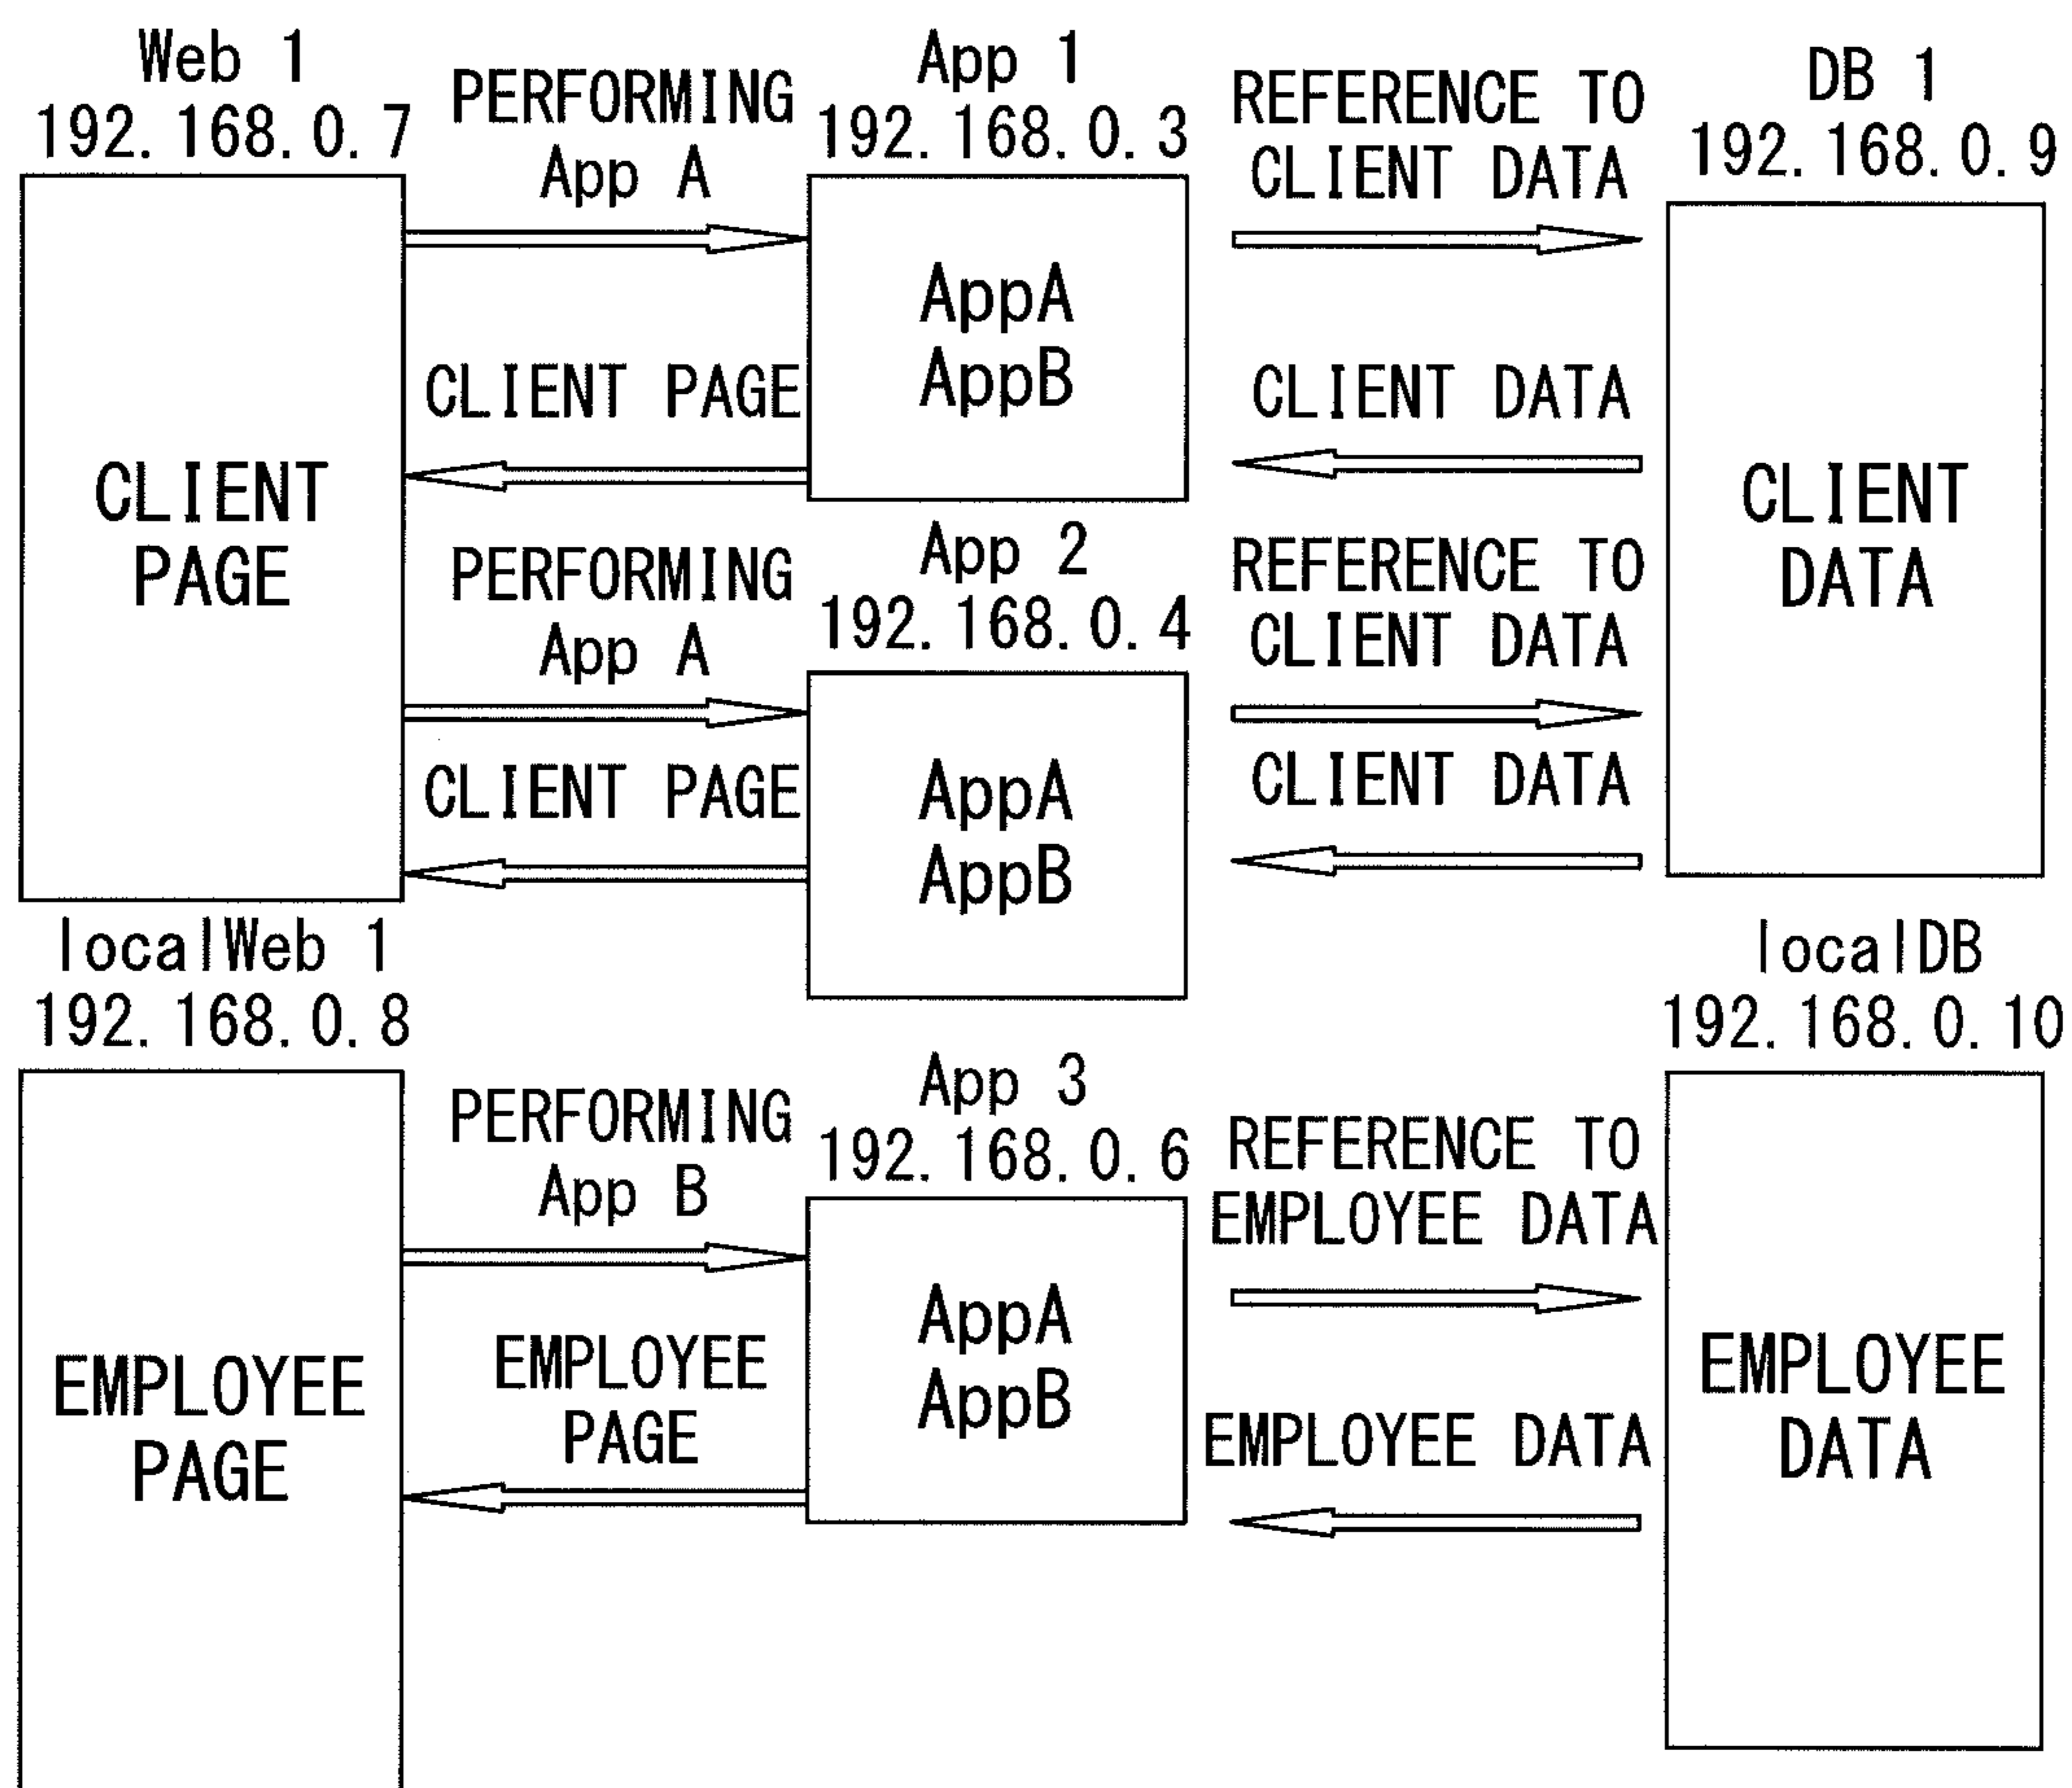 Web 1
192.168.0.7
PERFORMING
App A
App 1
192.168.0.3
REFERENCE TO
CLIENT DATA
DB 1
192.168.0.9
CLIENT
PAGE
CLIENT PAGE
AppA
AppB
CLIENT DATA
CLIENT
DATA
PERFORMING
App A
App 2
192.168.0.4
REFERENCE TO
CLIENT DATA
CLIENT PAGE
AppA
AppB
CLIENT DATA
localWeb 1
192.168.0.8
PERFORMING
App B
App 3
192.168.0.6
REFERENCE TO
EMPLOYEE DATA
localDB
192.168.0.10
EMPLOYEE
PAGE
EMPLOYEE
PAGE
AppA
AppB
EMPLOYEE DATA
EMPLOYEE
DATA